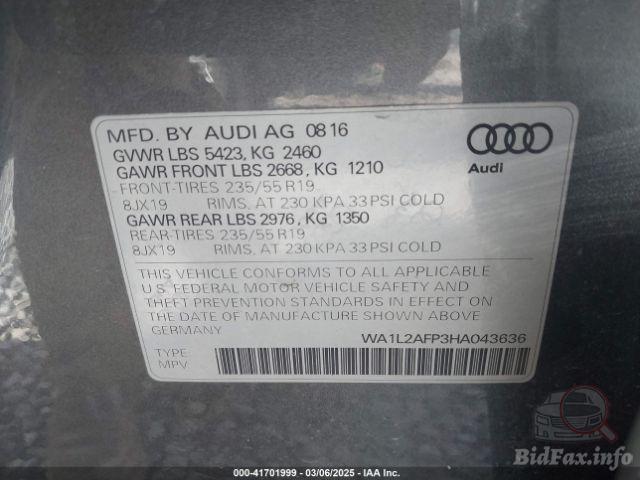 MFD. BY AUDI AG 08 16
GVWR LBS 5423, KG 2460
GAWR FRONT LBS 2668, KG 1210
FRONT-TIRES 235/55 R19
8JX19 RIMS, AT 230 KPA 33 PSI COLD
GAWR REAR LBS 2976, KG 1350
REAR-TIRES 235/55 R19
8JX19 RIMS, AT 230 KPA 33 PSI COLD
Audi
THIS VEHICLE CONFORMS TO ALL APPLICABLE
U.S. FEDERAL MOTOR VEHICLE SAFETY AND
THEFT PREVENTION STANDARDS IN EFFECT ON
THE DATE OF MANUFACTURE SHOWN ABOVE.
GERMANY
WA1L2AFP3HA043636
TYPE:
MPV
BidFax.info
000-41701999 - 03/06/2025 - IAA Inc.